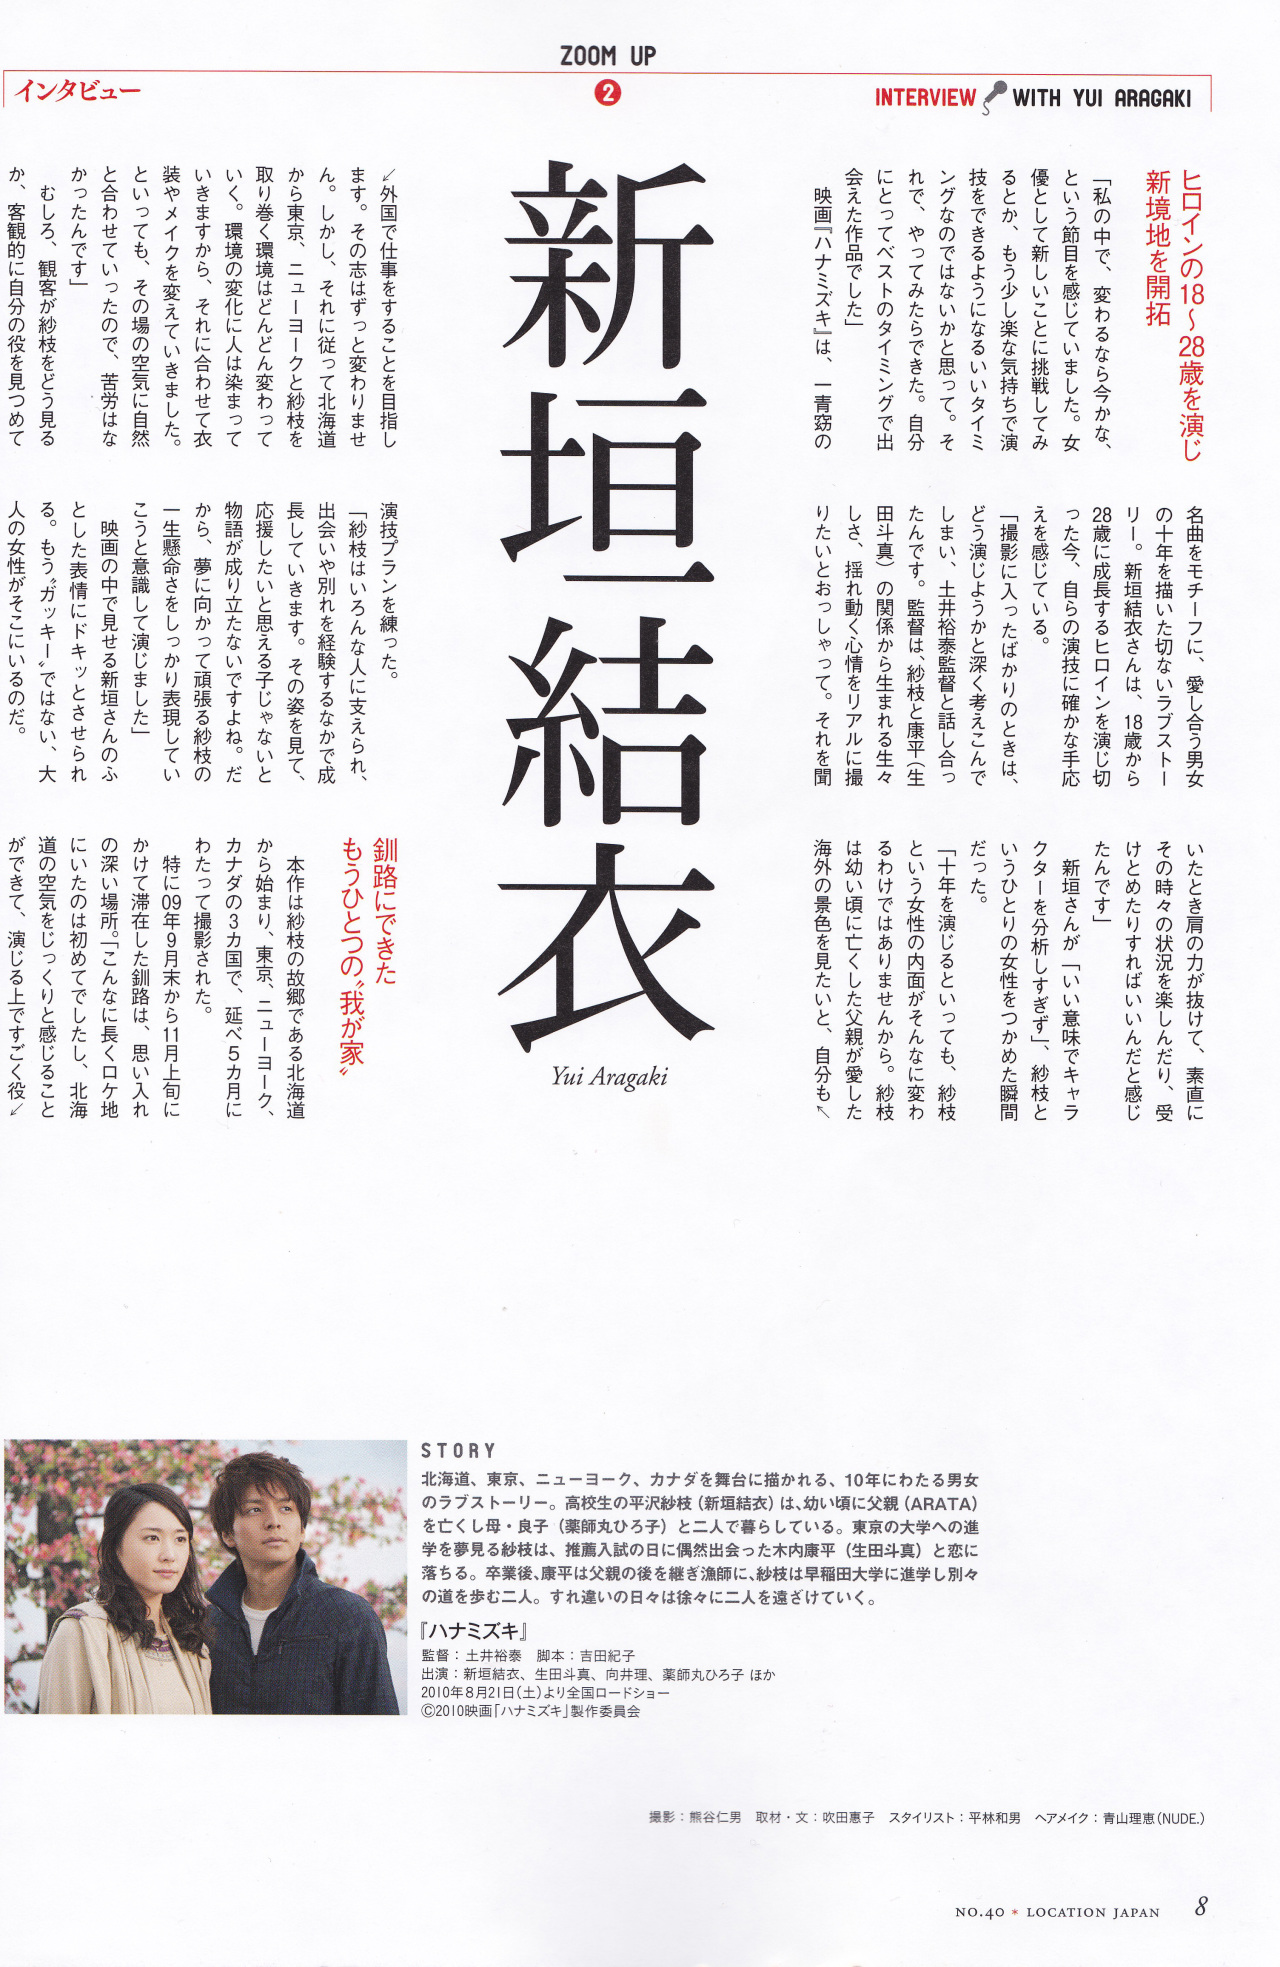 ZOOM UP
インタビュー
2
INTERVIEW WITH YUI ARAGAKI
ヒロインの18〜28歳を演じ
新境地を開拓
「私の中で、変わるなら今かな、
という節目を感じていました。女
優として新しいことに挑戦してみ
るとか、もう少し楽な気持ちで演
技をできるようになるいいタイミ
ングなのではないかと思って。そ
れで、やってみたらできた。自分
にとってベストのタイミングで出
会えた作品でした」
映画『ハナミズキ』は、一青窈の
名曲をモチーフに、愛し合う男女
の十年を描いた切ないラブストー
リー。新垣結衣さんは、18歳から
28歳に成長するヒロインを演じ切
った今、自らの演技に確かな手応
えを感じている。
「撮影に入ったばかりのときは、
どう演じようかと深く考えこんで
しまい、土井裕泰監督と話し合っ
たんです。監督は、紗枝と康平(生
田斗真)の関係から生まれる生々
しさ、揺れ動く心情をリアルに撮
りたいとおっしゃって。それを聞
いたとき肩の力が抜けて、素直に
その時々の状況を楽しんだり、受
けとめたりすればいいんだと感じ
たんです」
新垣さんが「いい意味でキャラ
クターを分析しすぎず」、紗枝と
いうひとりの女性をつかめた瞬間
だった。
「十年を演じるといっても、紗枝
という女性の内面がそんなに変わ
るわけではありませんから。紗枝
は幼い頃に亡くした父親が愛した
海外の景色を見たいと、自分も↖
新垣結衣
Yui Aragaki
↙外国で仕事をすることを目指し
ます。その志はずっと変わりませ
ん。しかし、それに従って北海道
から東京、ニューヨークと紗枝を
取り巻く環境はどんどん変わって
いく。環境の変化に人は染まって
いきますから、それに合わせて衣
装やメイクを変えていきました。
といっても、その場の空気に自然
と合わせていったので、苦労はな
かったんです」
むしろ、観客が紗枝をどう見る
か、客観的に自分の役を見つめて
演技プランを練った。
「紗枝はいろんな人に支えられ、
出会いや別れを経験するなかで成
長していきます。その姿を見て、
応援したいと思える子じゃないと
物語が成り立たないですよね。だ
から、夢に向かって頑張る紗枝の
一生懸命さをしっかり表現してい
こうと意識して演じました」
映画の中で見せる新垣さんのふ
とした表情にドキッとさせられ
る。もう〝ガッキー〟ではない、大
人の女性がそこにいるのだ。
釧路にできた
もうひとつの〝我が家〟
本作は紗枝の故郷である北海道
から始まり、東京、ニューヨーク、
カナダの3カ国で、延べ5カ月に
わたって撮影された。
特に09年9月末から11月上旬に
かけて滞在した釧路は、思い入れ
の深い場所。「こんなに長くロケ地
にいたのは初めてでしたし、北海
道の空気をじっくりと感じること
ができて、演じる上ですごく役↙
STORY
北海道、東京、ニューヨーク、カナダを舞台に描かれる、10年にわたる男女
のラブストーリー。高校生の平沢紗枝(新垣結衣)は、幼い頃に父親(ARATA)
を亡くし母・良子(薬師丸ひろ子)と二人で暮らしている。東京の大学への進
学を夢見る紗枝は、推薦入試の日に偶然出会った木内康平(生田斗真)と恋に
落ちる。卒業後、康平は父親の後を継ぎ漁師に、紗枝は早稲田大学に進学し別々
の道を歩む二人。すれ違いの日々は徐々に二人を遠ざけていく。
『ハナミズキ』
監督：土井裕泰 脚本：吉田紀子
出演：新垣結衣、生田斗真、向井理、薬師丸ひろ子 ほか
2010年8月21日(土)より全国ロードショー
©2010映画「ハナミズキ」製作委員会
撮影：熊谷仁男 取材・文：吹田惠子 スタイリスト：平林和男 ヘアメイク：青山理恵(NUDE.)
NO.40 * LOCATION JAPAN 8